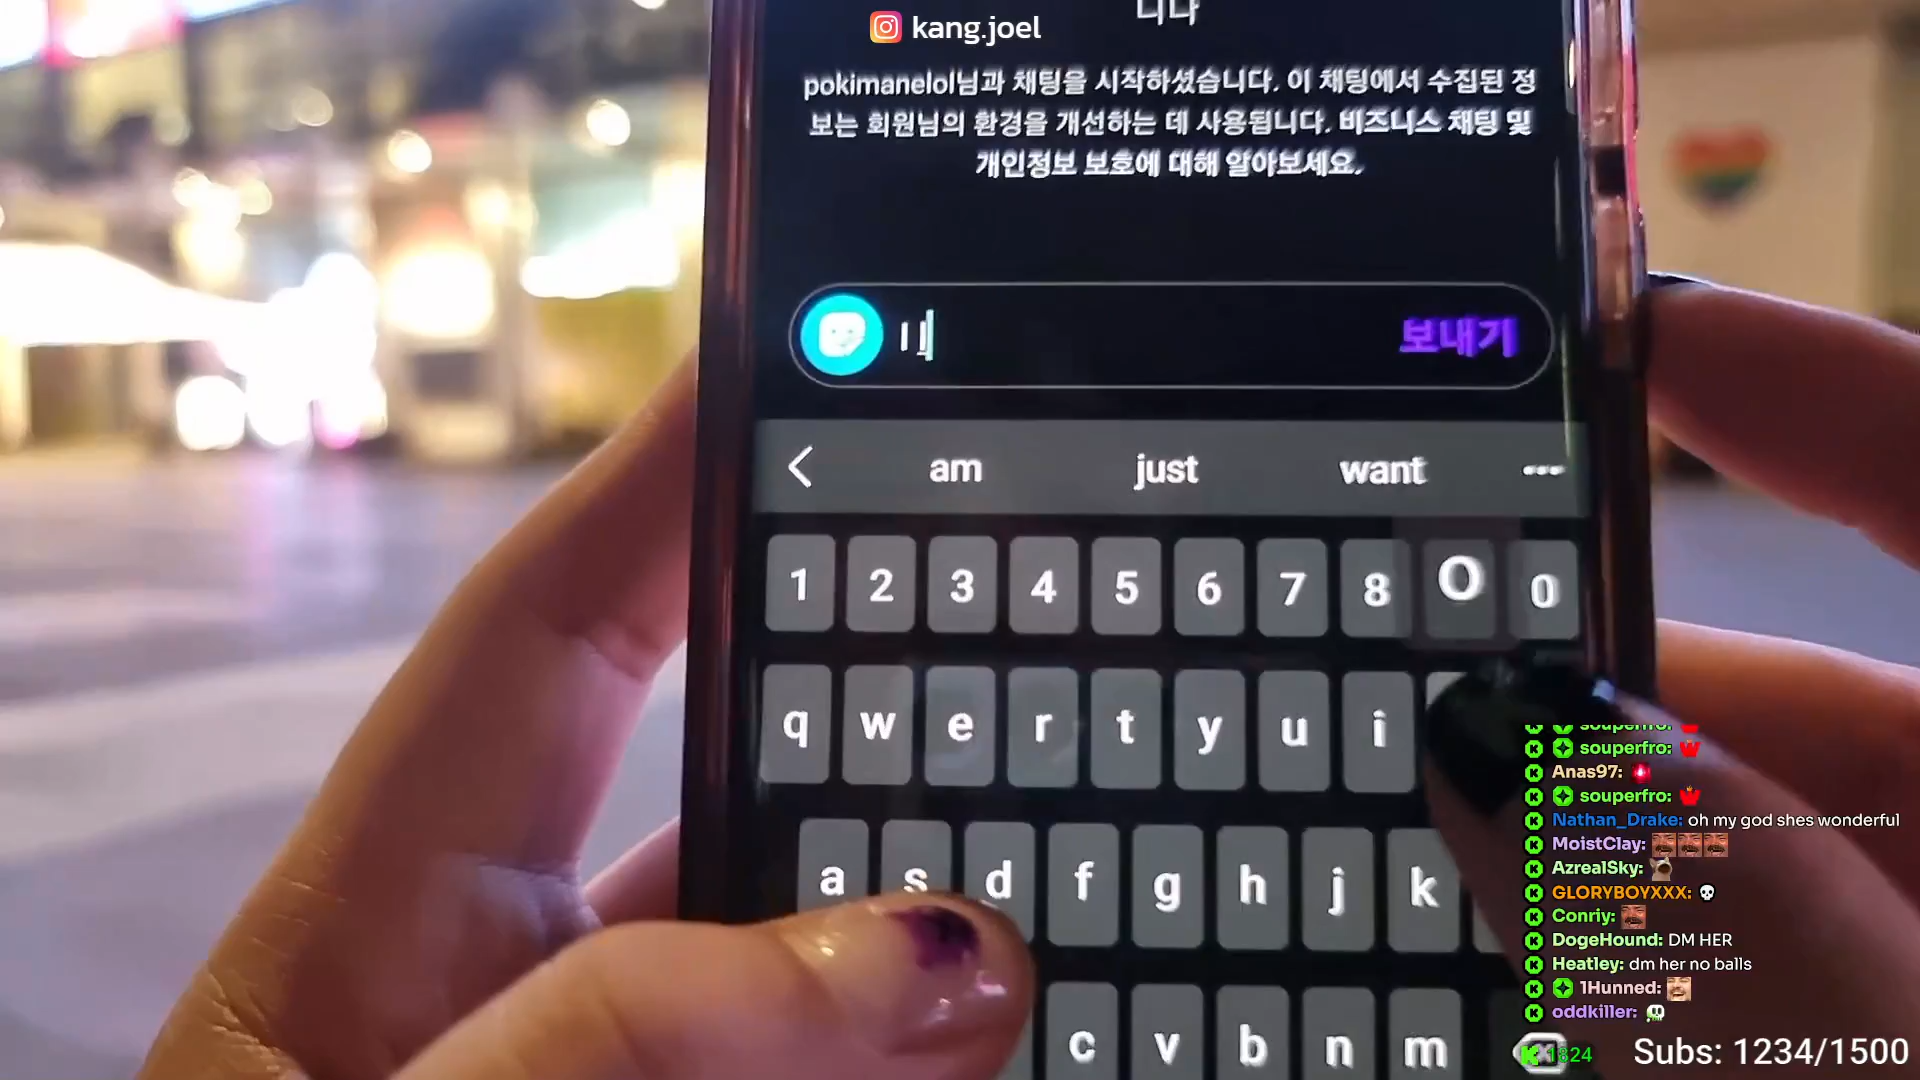 kang.joel
니다
pokimanelol님과 채팅을 시작하셨습니다. 이 채팅에서 수집된 정
보는 회원님의 환경을 개선하는 데 사용됩니다. 비즈니스 채팅 및
개인정보 보호에 대해 알아보세요.
보내기
am just want
1 2 3 4 5 6 7 8 O 0
q w e r t y u i
a s d f g h j k
c v b n m
souperfro:
souperfro:
Anas97:
souperfro:
Nathan_Drake: oh my god shes wonderful
MoistClay:
AzrealSky:
GLORYBOYXXX:
Conriy:
DogeHound: DM HER
Heatley: dm her no balls
1Hunned:
oddkiller:
Subs: 1234/1500